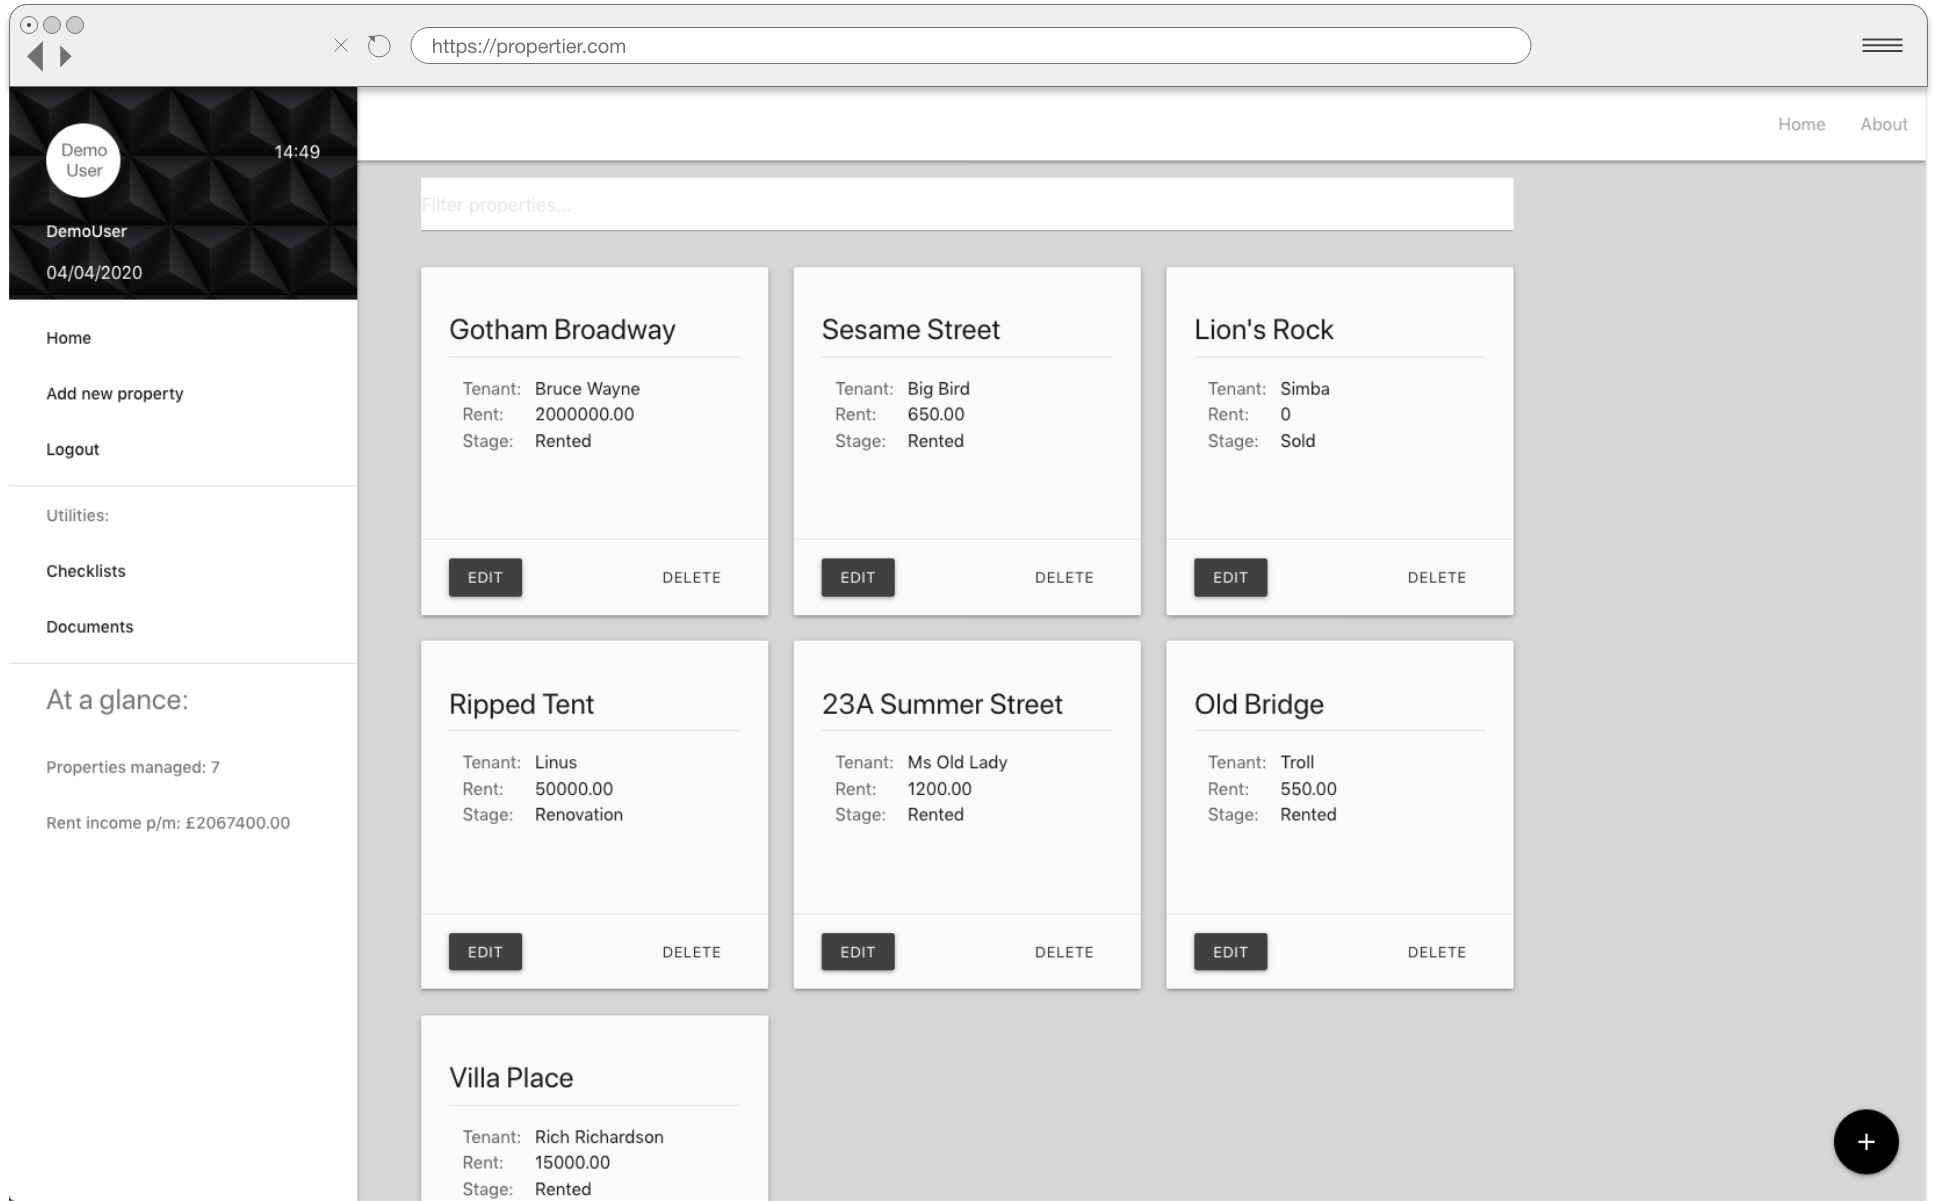 https://propertier.com
Home About
Demo
User
14:49
DemoUser
04/04/2020
Home
Add new property
Logout
Utilities:
Checklists
Documents
At a glance:
Properties managed: 7
Rent income p/m: £2067400.00
Filter properties...
Gotham Broadway
Tenant: Bruce Wayne
Rent: 2000000.00
Stage: Rented
EDIT DELETE
Sesame Street
Tenant: Big Bird
Rent: 650.00
Stage: Rented
EDIT DELETE
Lion's Rock
Tenant: Simba
Rent: 0
Stage: Sold
EDIT DELETE
Ripped Tent
Tenant: Linus
Rent: 50000.00
Stage: Renovation
EDIT DELETE
23A Summer Street
Tenant: Ms Old Lady
Rent: 1200.00
Stage: Rented
EDIT DELETE
Old Bridge
Tenant: Troll
Rent: 550.00
Stage: Rented
EDIT DELETE
Villa Place
Tenant: Rich Richardson
Rent: 15000.00
Stage: Rented
+